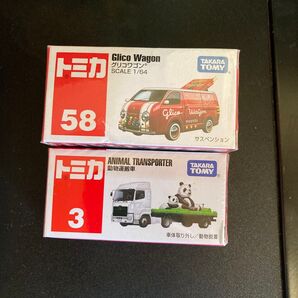 トミカ
58
Glico Wagon
グリコワゴン
SCALE 1/64
TAKARA
TOMY
Glico Wagon
サスペンション
トミカ
3
ANIMAL TRANSPORTER
動物運搬車
TAKARA
TOMY
車体取り外し/動物脱着